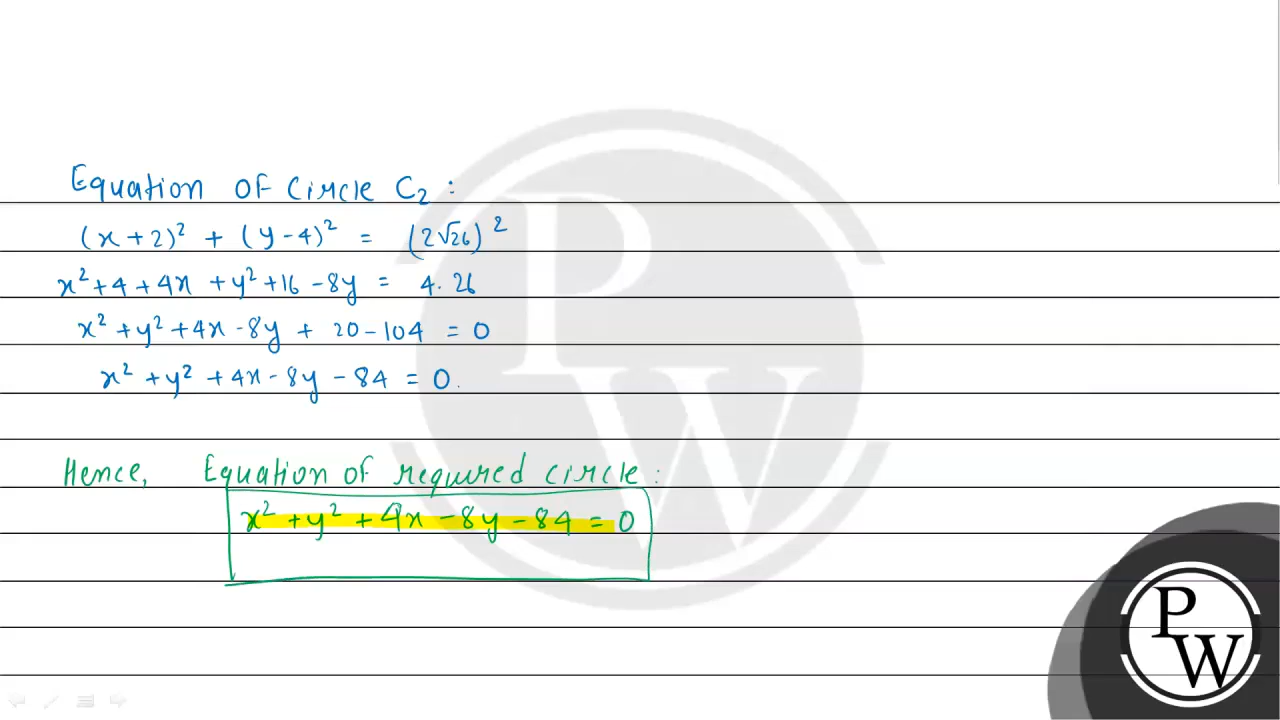 Equation of circle C₂ :
(x+2)² + (y-4)² = (2√26)²
x²+4+4x +y²+16-8y = 4.26
x²+y²+4x-8y + 20-104 = 0
x²+y²+4x-8y-84 = 0.
Hence, Equation of required circle :
x²+y²+4x-8y-84=0
PW
PW